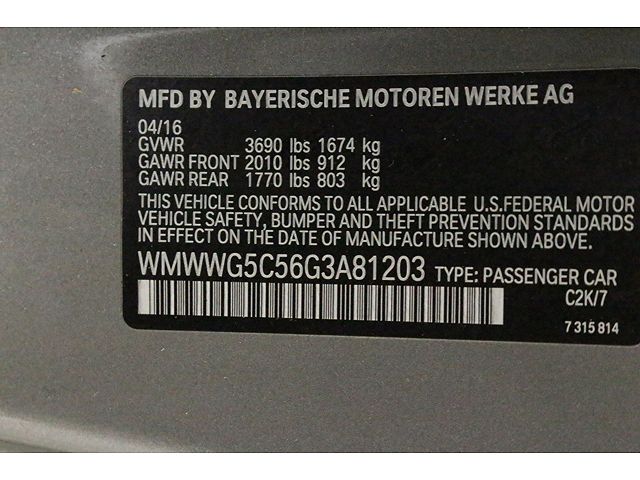 MFD BY BAYERISCHE MOTOREN WERKE AG
04/16
GVWR 3690 lbs 1674 kg
GAWR FRONT 2010 lbs 912 kg
GAWR REAR 1770 lbs 803 kg
THIS VEHICLE CONFORMS TO ALL APPLICABLE U.S.FEDERAL MOTOR
VEHICLE SAFETY, BUMPER AND THEFT PREVENTION STANDARDS
IN EFFECT ON THE DATE OF MANUFACTURE SHOWN ABOVE.
WMWWG5C56G3A81203 TYPE: PASSENGER CAR
C2K/7
7 315 814